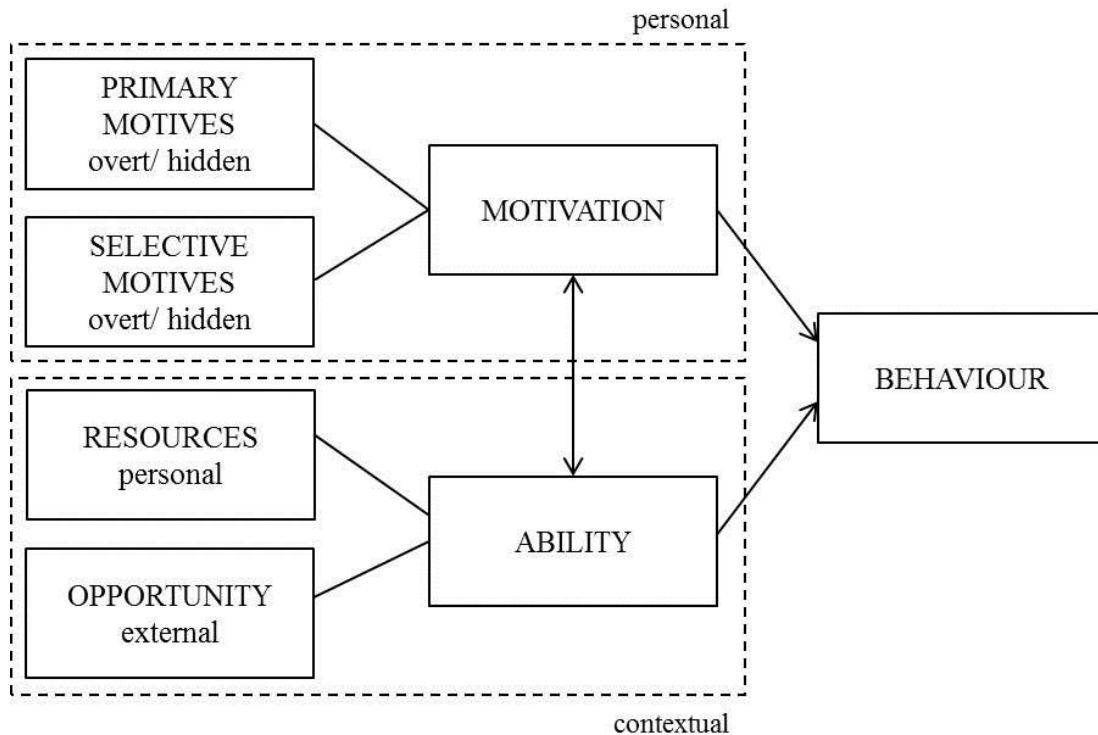 personal
PRIMARY
MOTIVES
overt/ hidden
MOTIVATION
SELECTIVE
MOTIVES
overt/ hidden
BEHAVIOUR
RESOURCES
personal
ABILITY
OPPORTUNITY
external
contextual